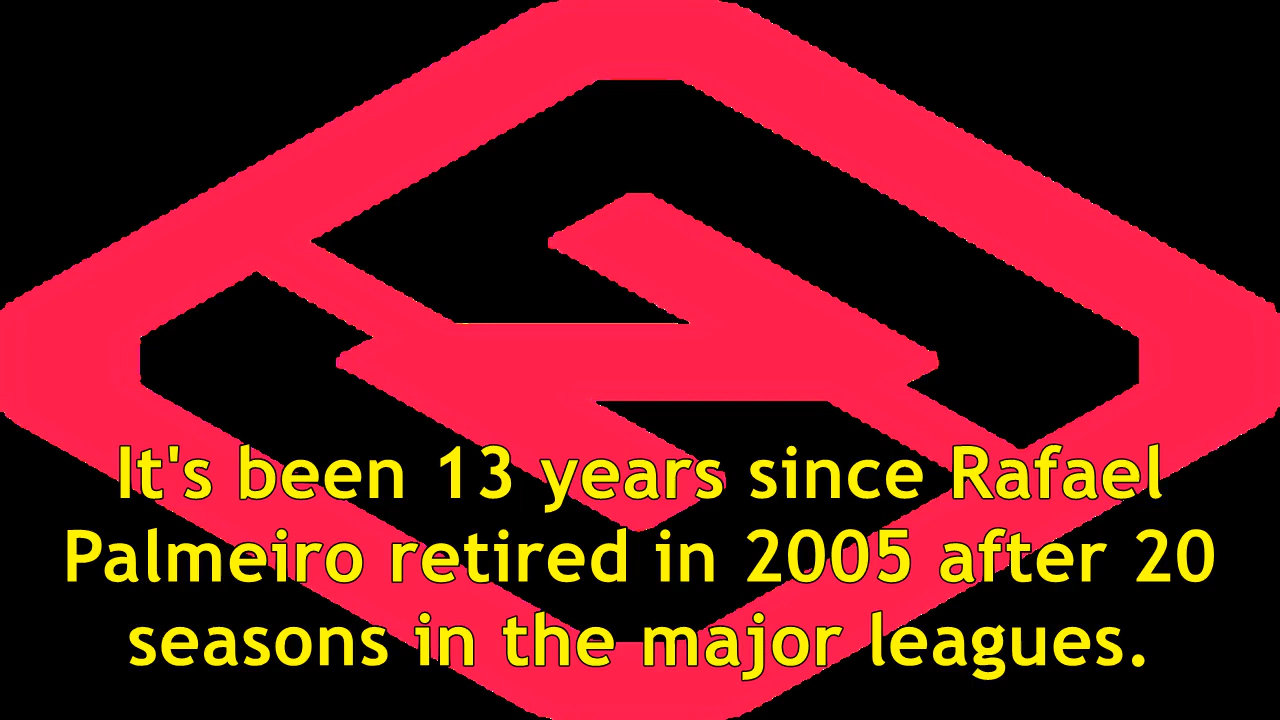 It's been 13 years since Rafael
Palmeiro retired in 2005 after 20
seasons in the major leagues.